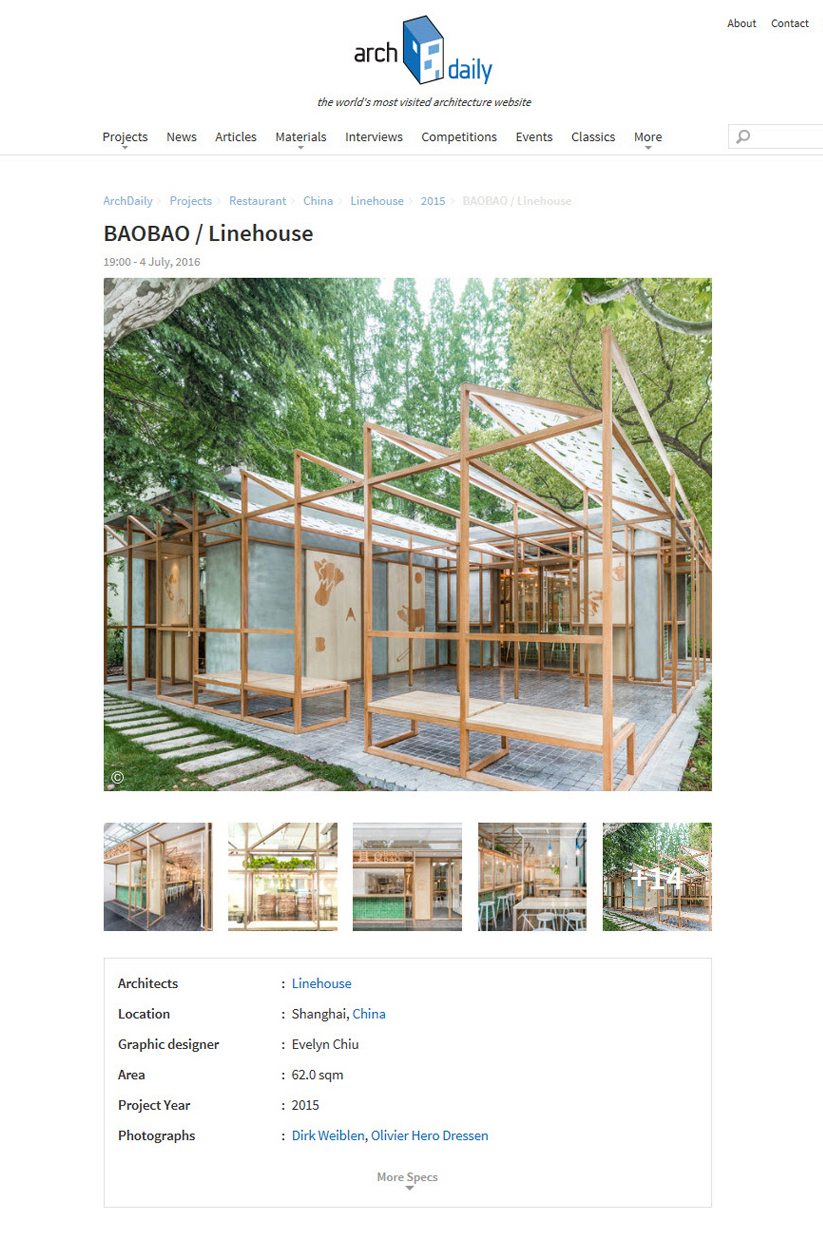 About Contact
arch
daily
the world's most visited architecture website
Projects News Articles Materials Interviews Competitions Events Classics More
ArchDaily > Projects > Restaurant > China > Linehouse > 2015 > BAOBAO / Linehouse
BAOBAO / Linehouse
19:00 - 4 July, 2016
A
B
©
+14
Architects : Linehouse
Location : Shanghai, China
Graphic designer : Evelyn Chiu
Area : 62.0 sqm
Project Year : 2015
Photographs : Dirk Weiblen, Olivier Hero Dressen
More Specs